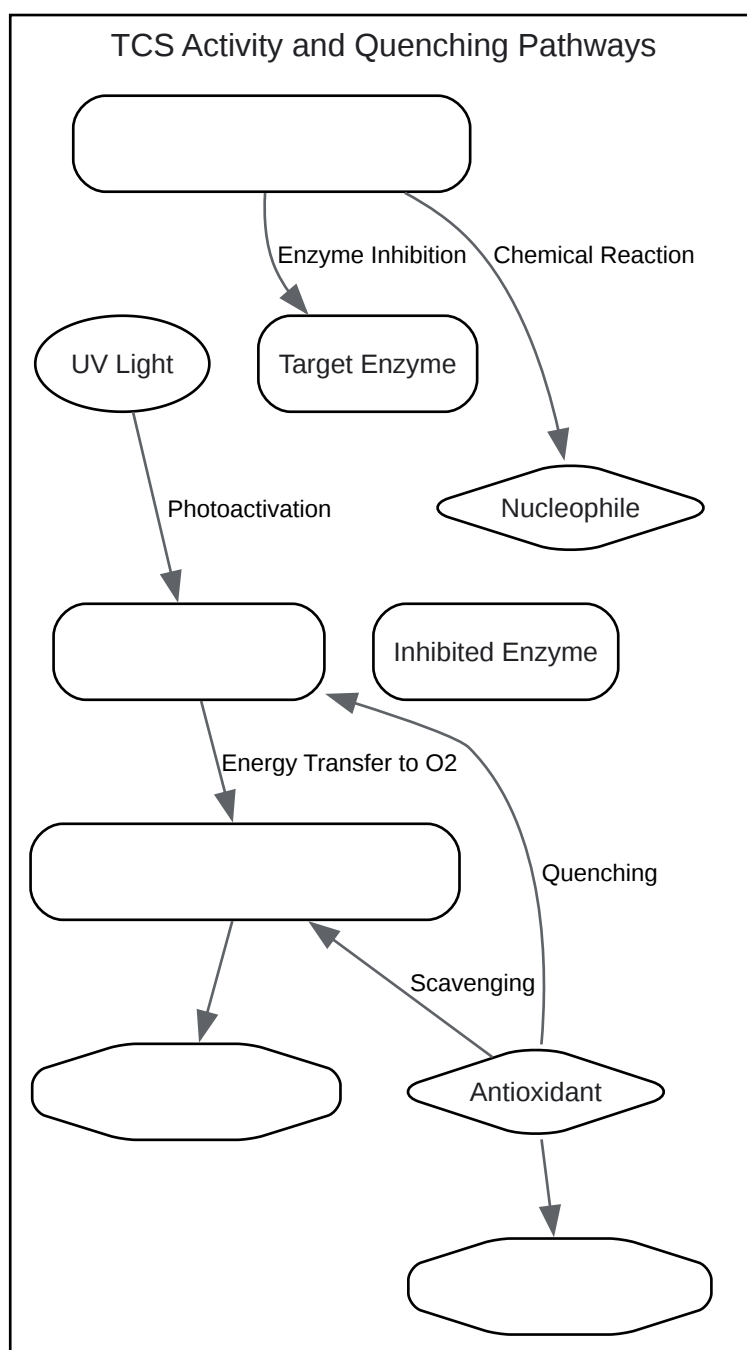 TCS Activity and Quenching Pathways
Enzyme Inhibition
Chemical Reaction
UV Light
Target Enzyme
Nucleophile
Photoactivation
Inhibited Enzyme
Energy Transfer to O2
Quenching
Scavenging
Antioxidant